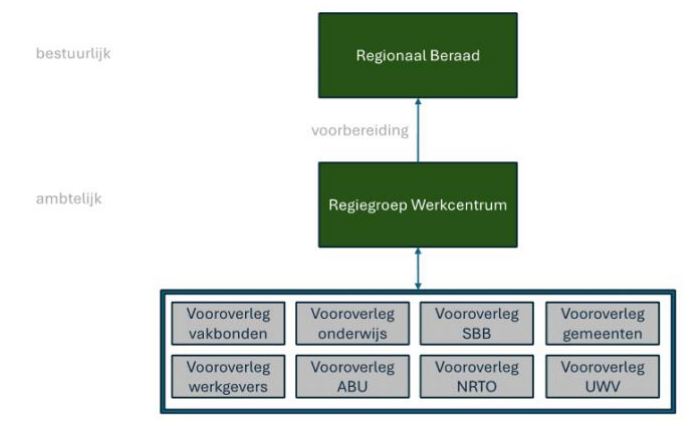 bestuurlijk
Regionaal Beraad
voorbereiding
ambtelijk
Regiegroep Werkcentrum
Vooroverleg
vakbonden
Vooroverleg
onderwijs
Vooroverleg
SBB
Vooroverleg
gemeenten
Vooroverleg
werkgevers
Vooroverleg
ABU
Vooroverleg
NRTO
Vooroverleg
UWV